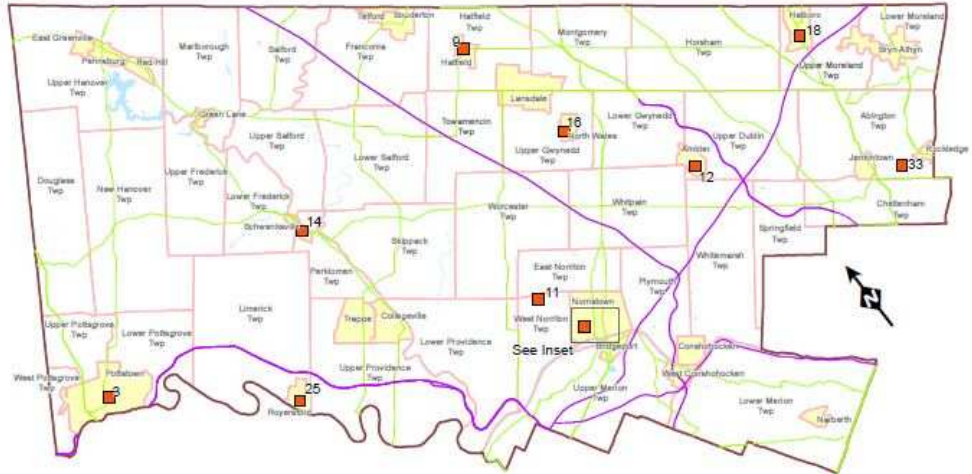 Telford
Souderton
Hatfield
Twp
Hatboro
18
Lower Moreland
Twp
East Greenville
Marlborough
Twp
Salford
Twp
Franconia
Twp
9
Hatfield
Montgomery
Twp
Horsham
Twp
Bryn Athyn
Pennsburg
Red Hill
Upper Moreland
Twp
Upper Hanover
Twp
Lansdale
Green Lane
Towamencin
Twp
16
North Wales
Lower Gwynedd
Twp
Abington
Twp
Upper Salford
Twp
Upper Gwynedd
Twp
Upper Dublin
Twp
Ambler
Rockledge
Jenkintown
33
Lower Salford
Twp
12
Douglass
Twp
New Hanover
Twp
Upper Frederick
Twp
Lower Frederick
Twp
Worcester
Twp
Whitpain
Twp
Cheltenham
Twp
14
Schwenksville
Springfield
Twp
Skippack
Twp
Whitemarsh
Twp
Perkiomen
Twp
East Norriton
Twp
Plymouth
Twp
N
11
Limerick
Twp
Norristown
Trappe
Collegeville
West Norriton
Twp
Upper Pottsgrove
Twp
Lower Pottsgrove
Twp
Lower Providence
Twp
See Inset
Bridgeport
Conshohocken
Upper Providence
Twp
West Conshohocken
West Pottsgrove
Twp
Pottstown
3
25
Upper Merion
Twp
Royersford
Lower Merion
Twp
Narberth